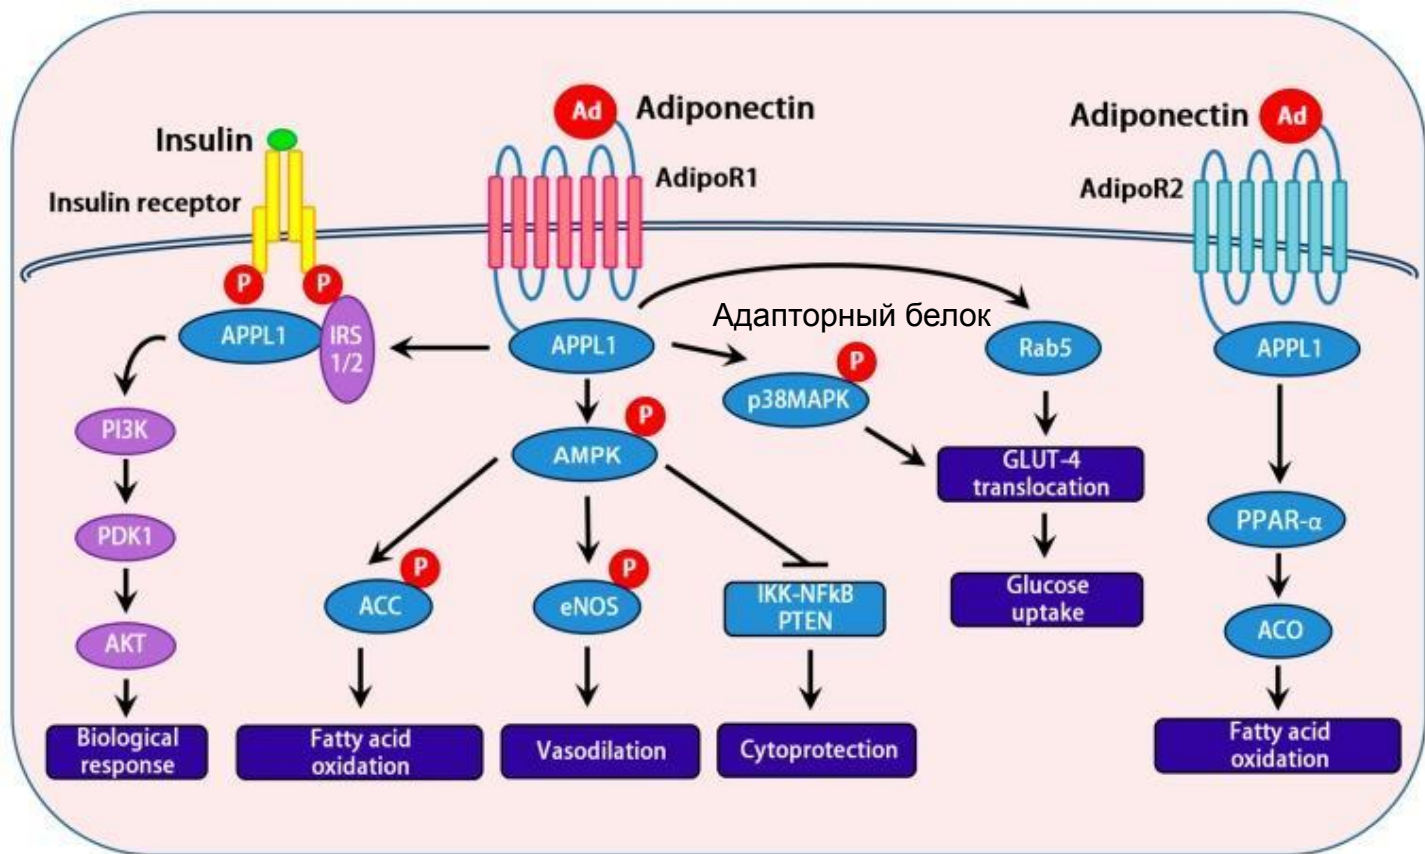 Ad
Adiponectin
Adiponectin
Ad
Insulin
AdipoR1
AdipoR2
Insulin receptor
P
P
Адапторный белок
APPL1
IRS
1/2
APPL1
Rab5
APPL1
P
p38MAPK
P
PI3K
AMPK
GLUT-4
translocation
PPAR-α
PDK1
P
ACC
P
eNOS
IKK-NFkB
PTEN
Glucose
uptake
ACO
AKT
Biological
response
Fatty acid
oxidation
Vasodilation
Cytoprotection
Fatty acid
oxidation